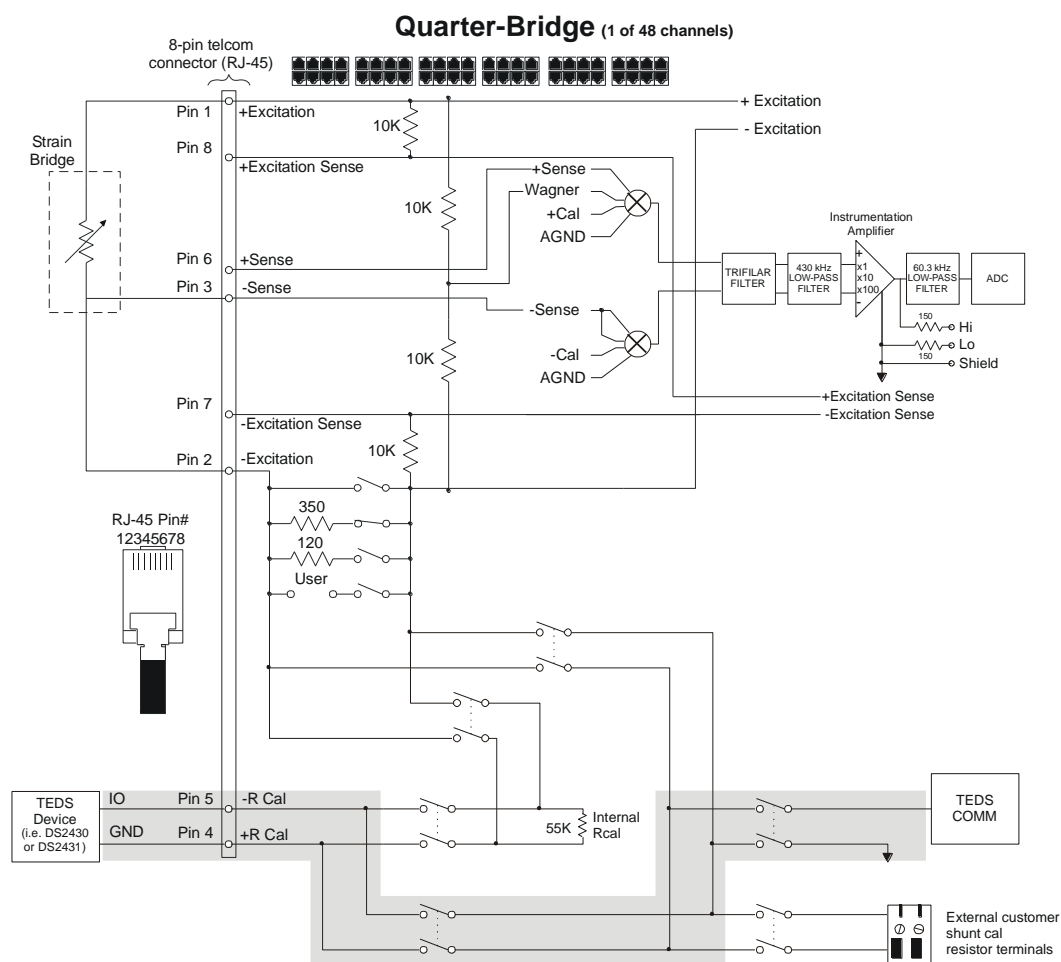 Quarter-Bridge (1 of 48 channels)
8-pin telcom
connector (RJ-45)
Pin 1
+Excitation
10K
+ Excitation
- Excitation
Strain
Bridge
Pin 8
+Excitation Sense
+Sense
Wagner
+Cal
AGND
10K
Instrumentation
Amplifier
Pin 6
+Sense
Pin 3
-Sense
TRIFILAR
FILTER
430 kHz
LOW-PASS
FILTER
+
x1
x10
x100
-
60.3 kHz
LOW-PASS
FILTER
ADC
-Sense
-Cal
AGND
150
Hi
Lo
150
Shield
10K
+Excitation Sense
-Excitation Sense
Pin 7
-Excitation Sense
10K
Pin 2
-Excitation
350
120
User
RJ-45 Pin#
12345678
TEDS
Device
(i.e. DS2430
or DS2431)
IO
Pin 5
-R Cal
GND
Pin 4
+R Cal
55K
Internal
Rcal
TEDS
COMM
External customer
shunt cal
resistor terminals